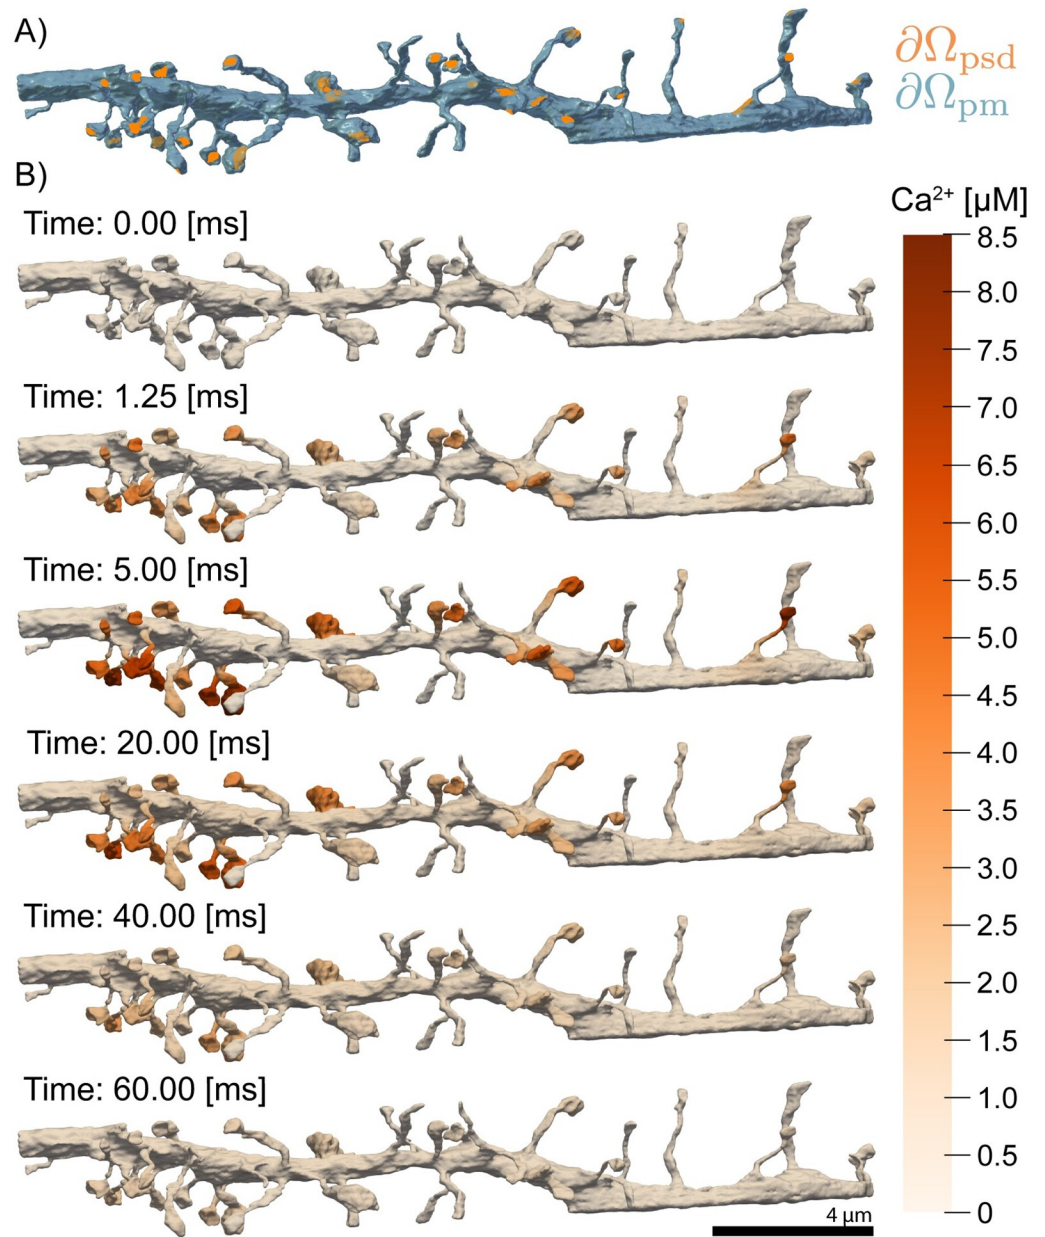 A)
∂Ωpsd
∂Ωpm
B)
Ca²⁺ [µM]
Time: 0.00 [ms]
8.5
8.0
7.5
Time: 1.25 [ms]
7.0
6.5
6.0
Time: 5.00 [ms]
5.5
5.0
4.5
Time: 20.00 [ms]
4.0
3.5
3.0
Time: 40.00 [ms]
2.5
2.0
1.5
Time: 60.00 [ms]
1.0
0.5
0
4 µm